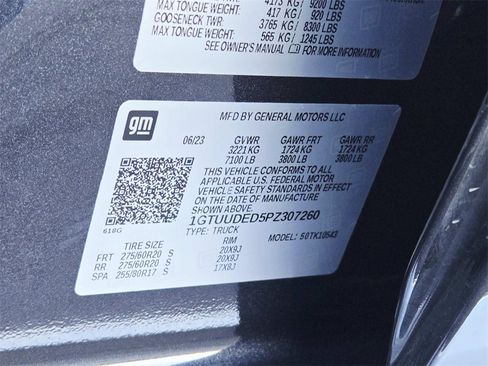 4173 KG / 9200 LBS
MAX TONGUE WEIGHT:
417 KG / 920 LBS
GOOSENECK TWR:
3765 KG / 8300 LBS
MAX TONGUE WEIGHT:
565 KG / 1245 LBS
SEE OWNER'S MANUAL FOR MORE INFORMATION.
gm
MFD BY GENERAL MOTORS LLC
06/23 GVWR GAWR FRT GAWR RR
3221 KG 1724 KG 1724 KG
7100 LB 3800 LB 3800 LB
THIS VEHICLE CONFORMS TO ALL
APPLICABLE U.S. FEDERAL MOTOR
VEHICLE SAFETY STANDARDS IN EFFECT
ON THE DATE OF MANUFACTURE
SHOWN ABOVE.
1GTUUDED5PZ307260
618G
TYPE: TRUCK MODEL: 50TK10543
TIRE SIZE RIM
FRT 275/60R20 S 20X9J
RR 275/60R20 S 20X9J
SPA 255/80R17 S 17X8J